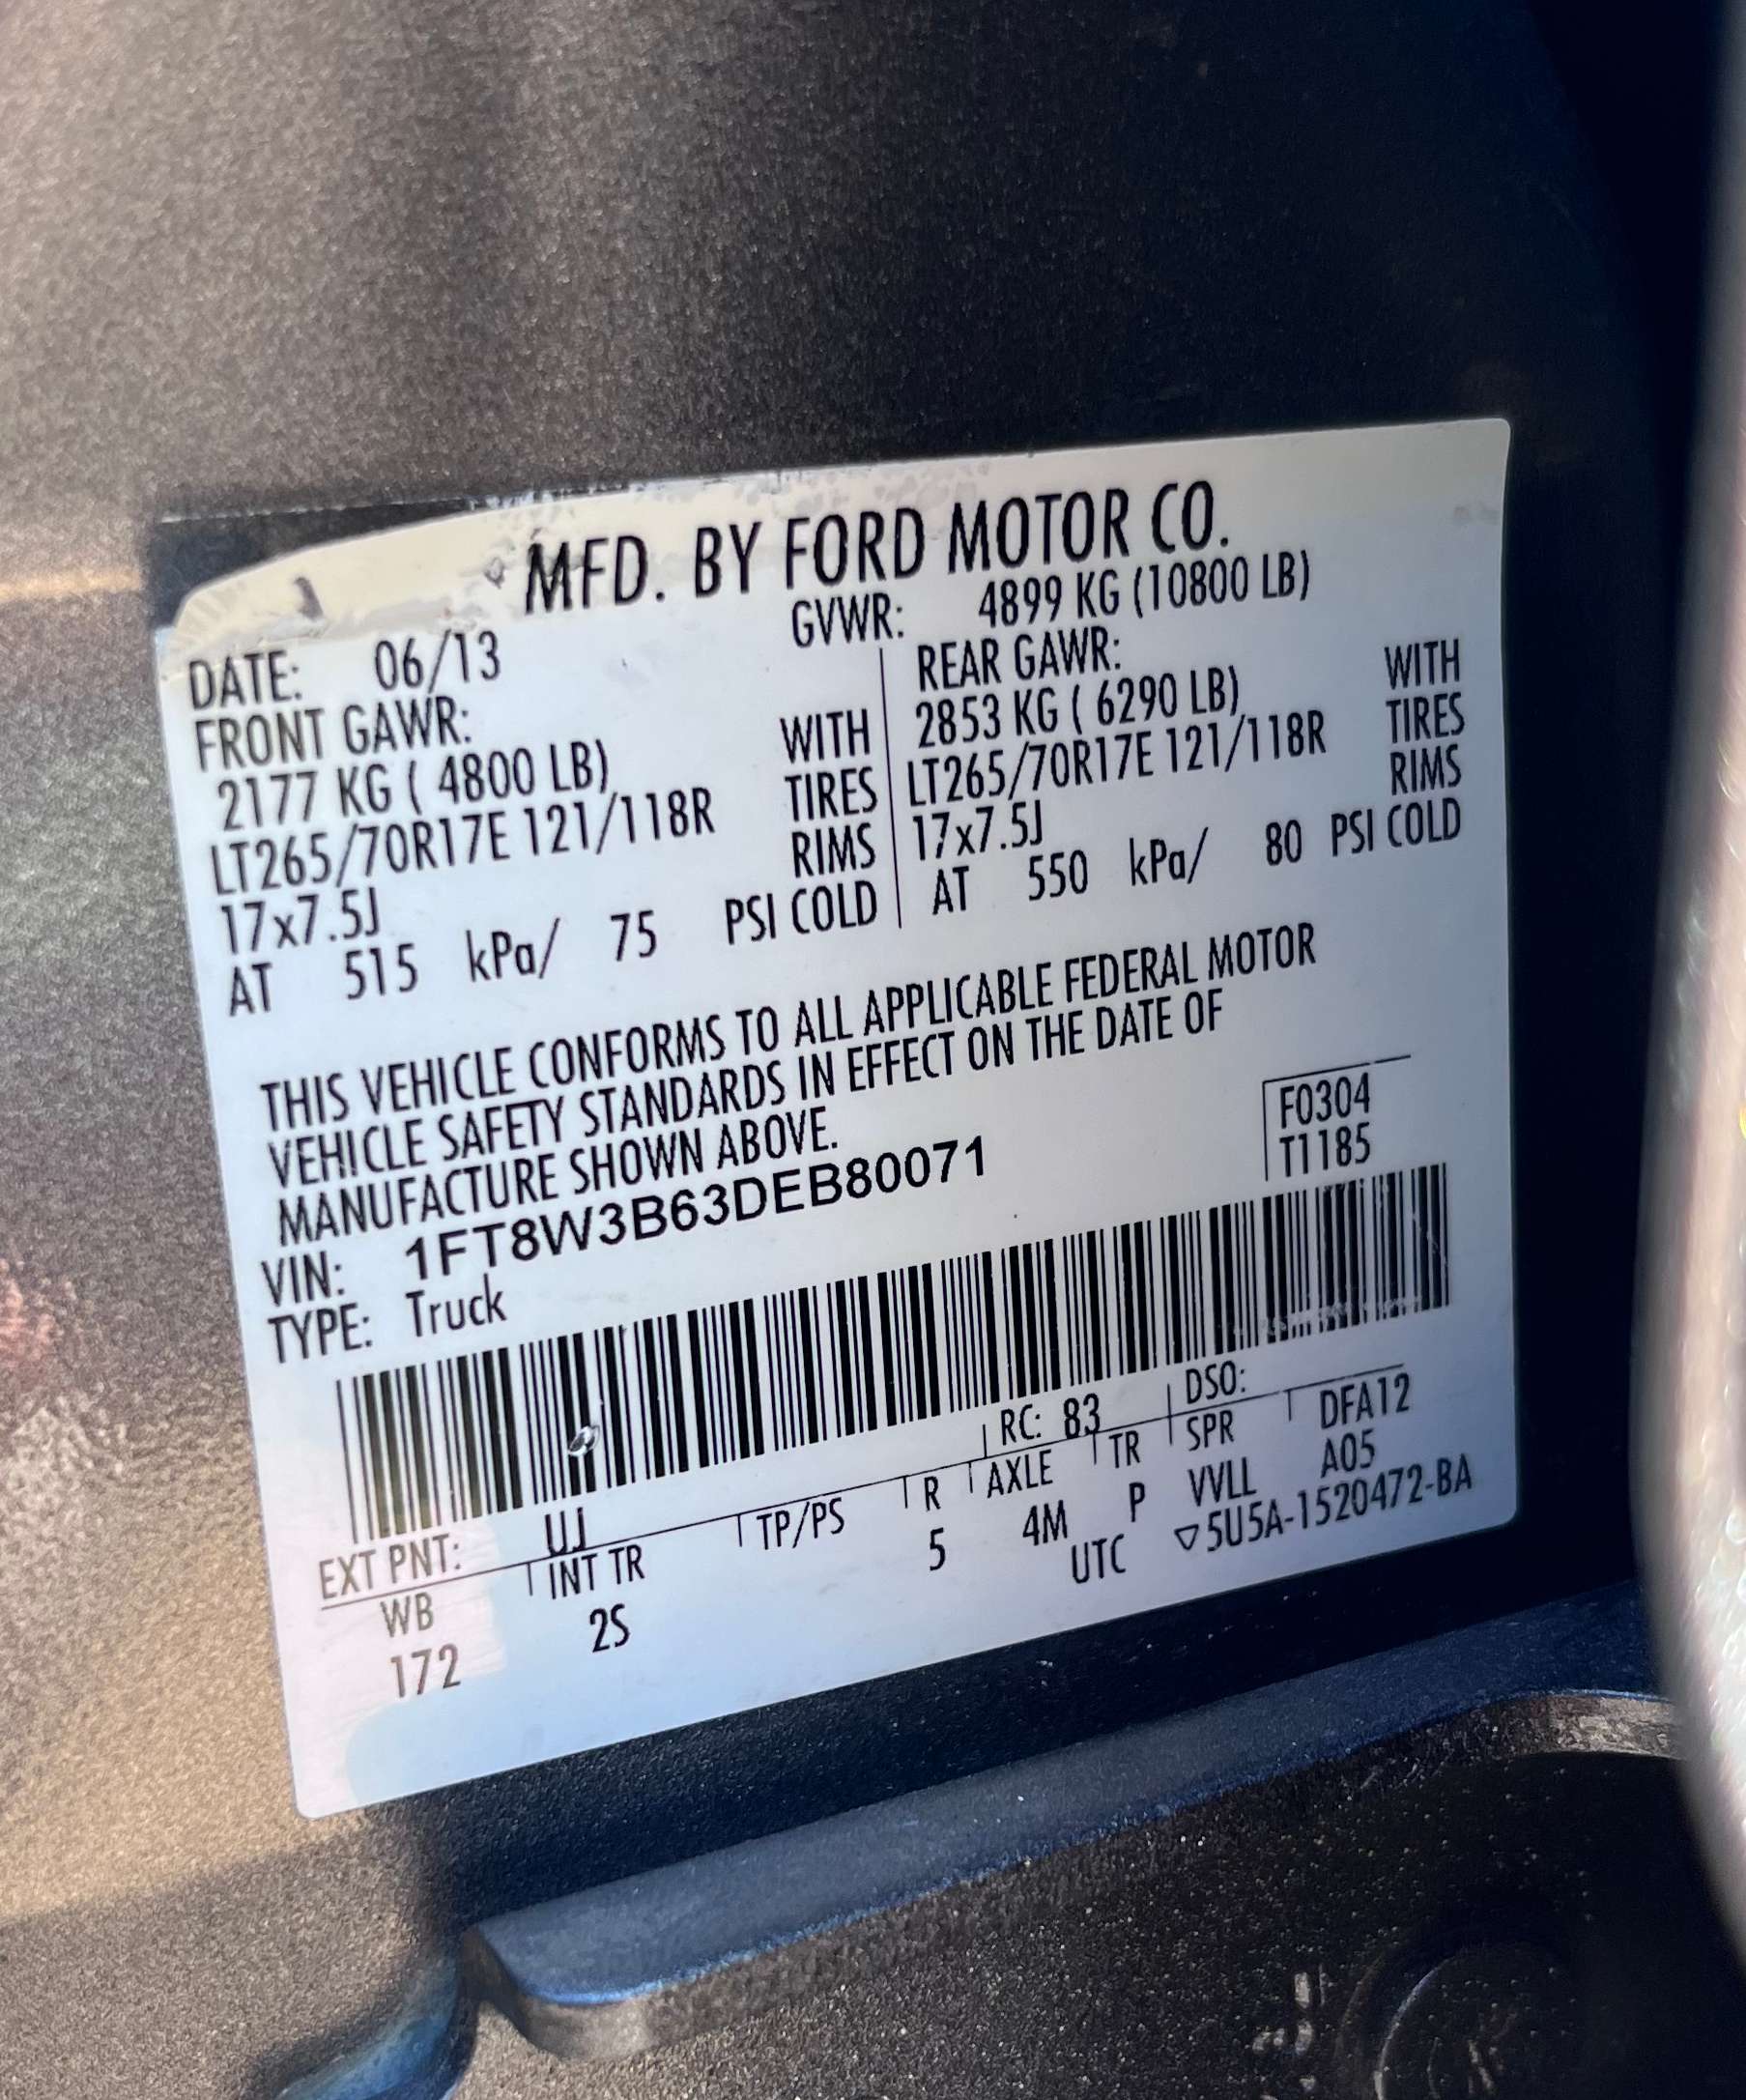 MFD. BY FORD MOTOR CO.
DATE: 06/13 GVWR: 4899 KG (10800 LB)
FRONT GAWR: REAR GAWR:
2177 KG ( 4800 LB) WITH 2853 KG ( 6290 LB) WITH
LT265/70R17E 121/118R TIRES LT265/70R17E 121/118R TIRES
17x7.5J RIMS 17x7.5J RIMS
AT 515 kPa/ 75 PSI COLD AT 550 kPa/ 80 PSI COLD
THIS VEHICLE CONFORMS TO ALL APPLICABLE FEDERAL MOTOR
VEHICLE SAFETY STANDARDS IN EFFECT ON THE DATE OF
MANUFACTURE SHOWN ABOVE.
F0304
VIN: 1FT8W3B63DEB80071
T1185
TYPE: Truck
EXT PNT: UJ RC: 83 DSO:
WB INT TR TP/PS R AXLE TR SPR DFA12
172 2S 5 4M P VVLL A05
UTC ▽5U5A-1520472-BA